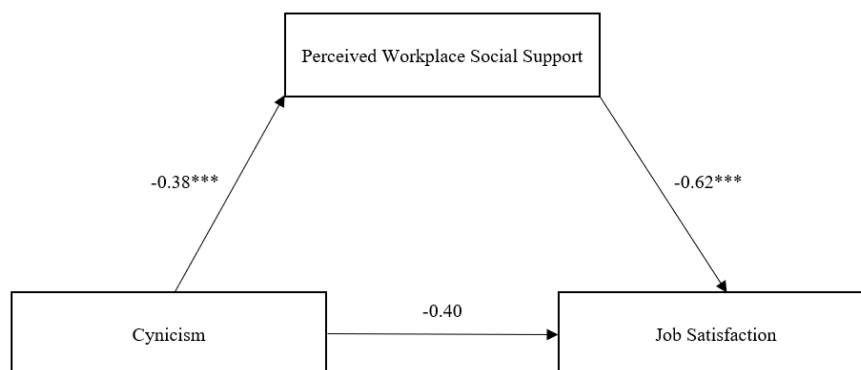 Perceived Workplace Social Support
-0.38***
-0.62***
-0.40
Cynicism
Job Satisfaction